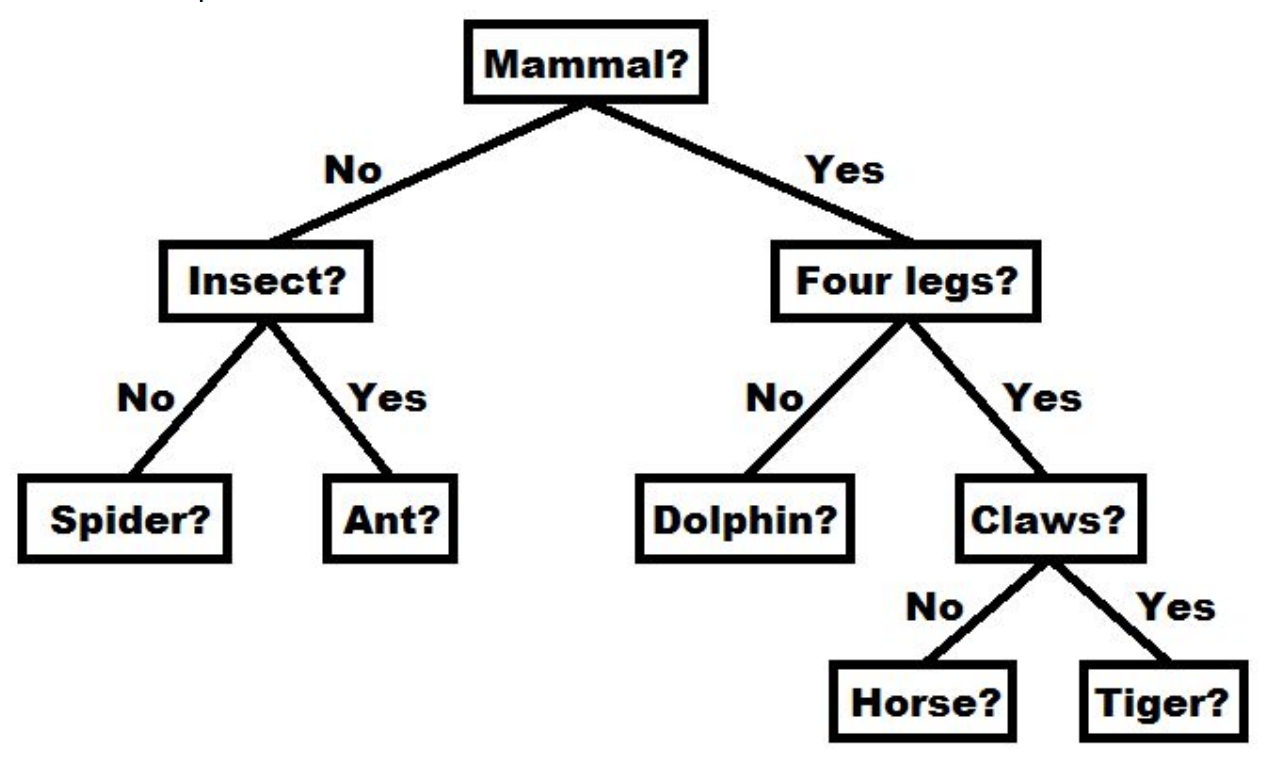 Mammal?
No
Yes
Insect?
Four legs?
No
Yes
No
Yes
Spider?
Ant?
Dolphin?
Claws?
No
Yes
Horse?
Tiger?